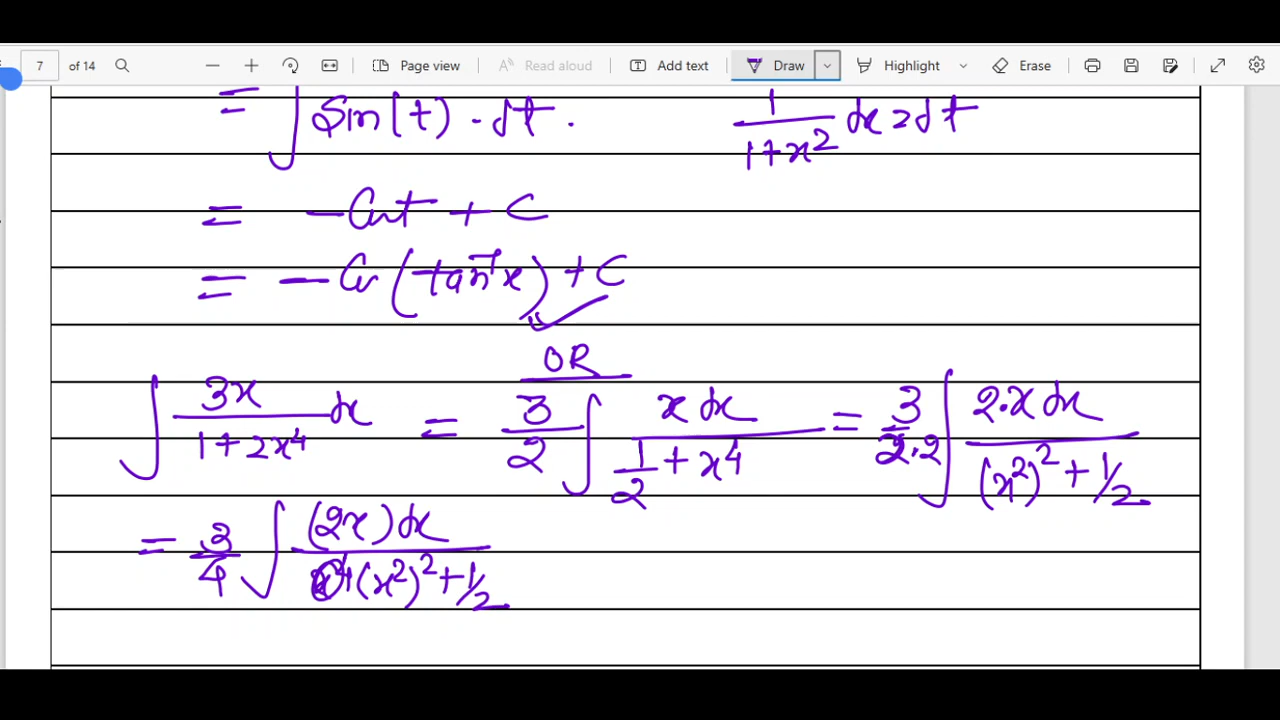 7 of 14 Page view Read aloud Add text Draw Highlight Erase
= ∫ Sin(t) · dt . 1/(1+x²) dx = dt
= - Cos t + C
= - Cos (tan⁻¹x) + C
OR
∫ 3x/(1+2x⁴) dx = 3/2 ∫ x dx/(1/2 + x⁴) = 3/(2·2) ∫ 2·x dx/((x²)² + 1/2)
= 3/4 ∫ (2x) dx/((x²)² + 1/2)